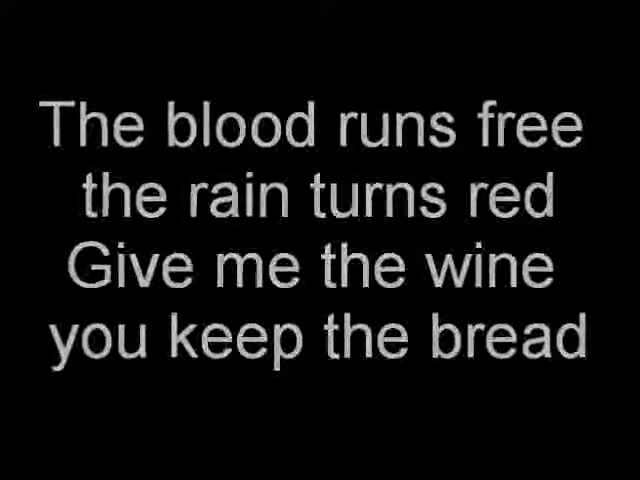 The blood runs free
the rain turns red
Give me the wine
you keep the bread